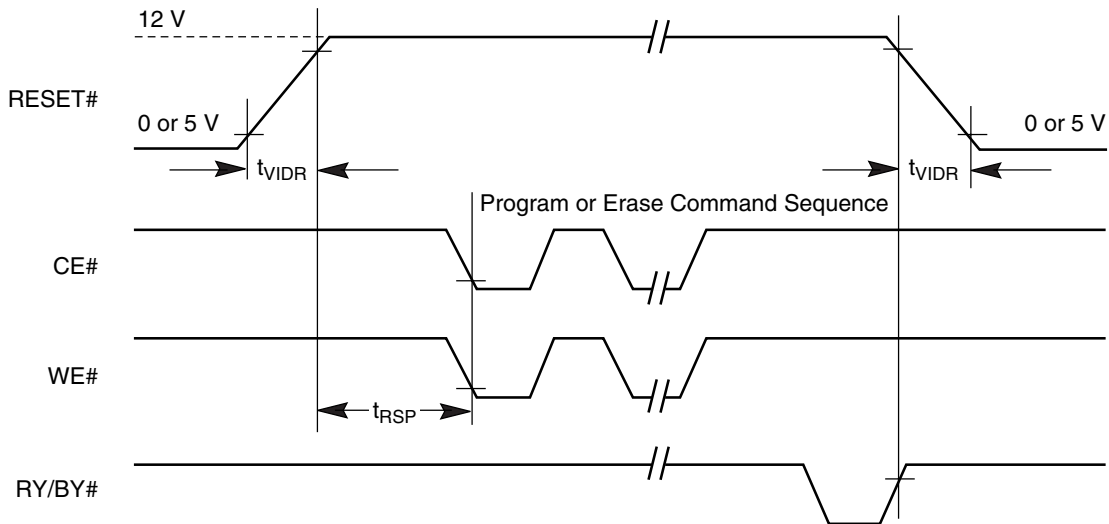 12 V
RESET#
0 or 5 V
0 or 5 V
tVIDR
tVIDR
Program or Erase Command Sequence
CE#
WE#
tRSP
RY/BY#